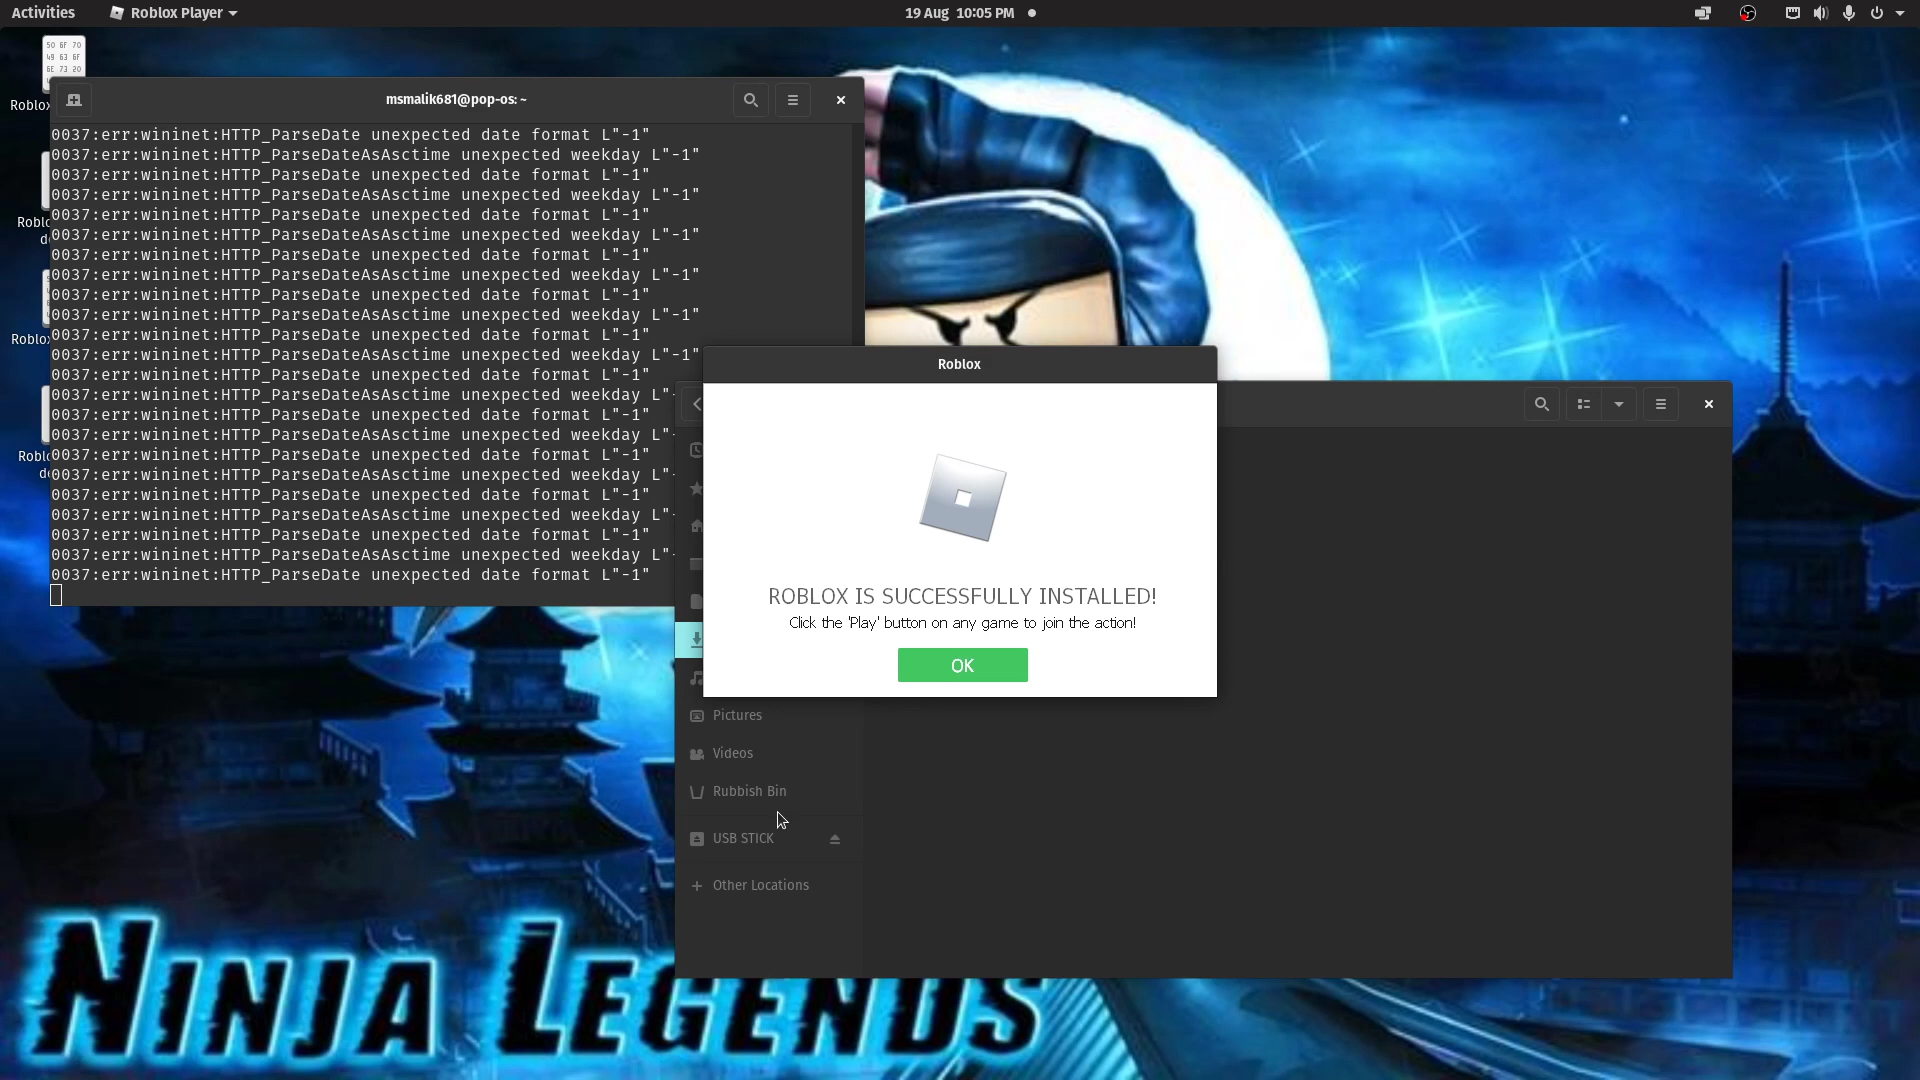 Activities
Roblox Player
19 Aug 10:05 PM
50 6F 70
49 63 6F
6E 73 20
msmalik681@pop-os: ~
0037:err:wininet:HTTP_ParseDate unexpected date format L"-1"
0037:err:wininet:HTTP_ParseDateAsAsctime unexpected weekday L"-1"
0037:err:wininet:HTTP_ParseDate unexpected date format L"-1"
0037:err:wininet:HTTP_ParseDateAsAsctime unexpected weekday L"-1"
0037:err:wininet:HTTP_ParseDate unexpected date format L"-1"
0037:err:wininet:HTTP_ParseDateAsAsctime unexpected weekday L"-1"
0037:err:wininet:HTTP_ParseDate unexpected date format L"-1"
0037:err:wininet:HTTP_ParseDateAsAsctime unexpected weekday L"-1"
0037:err:wininet:HTTP_ParseDate unexpected date format L"-1"
0037:err:wininet:HTTP_ParseDateAsAsctime unexpected weekday L"-1"
0037:err:wininet:HTTP_ParseDate unexpected date format L"-1"
0037:err:wininet:HTTP_ParseDateAsAsctime unexpected weekday L"-1"
0037:err:wininet:HTTP_ParseDate unexpected date format L"-1"
0037:err:wininet:HTTP_ParseDateAsAsctime unexpected weekday L"-
0037:err:wininet:HTTP_ParseDate unexpected date format L"-1"
0037:err:wininet:HTTP_ParseDateAsAsctime unexpected weekday L"-
0037:err:wininet:HTTP_ParseDate unexpected date format L"-1"
0037:err:wininet:HTTP_ParseDateAsAsctime unexpected weekday L"-
0037:err:wininet:HTTP_ParseDate unexpected date format L"-1"
0037:err:wininet:HTTP_ParseDateAsAsctime unexpected weekday L"-
0037:err:wininet:HTTP_ParseDate unexpected date format L"-1"
0037:err:wininet:HTTP_ParseDateAsAsctime unexpected weekday L"-
0037:err:wininet:HTTP_ParseDate unexpected date format L"-1"
Roblox
ROBLOX IS SUCCESSFULLY INSTALLED!
Click the 'Play' button on any game to join the action!
OK
Pictures
Videos
Rubbish Bin
USB STICK
Other Locations
NINJA LEGENDS